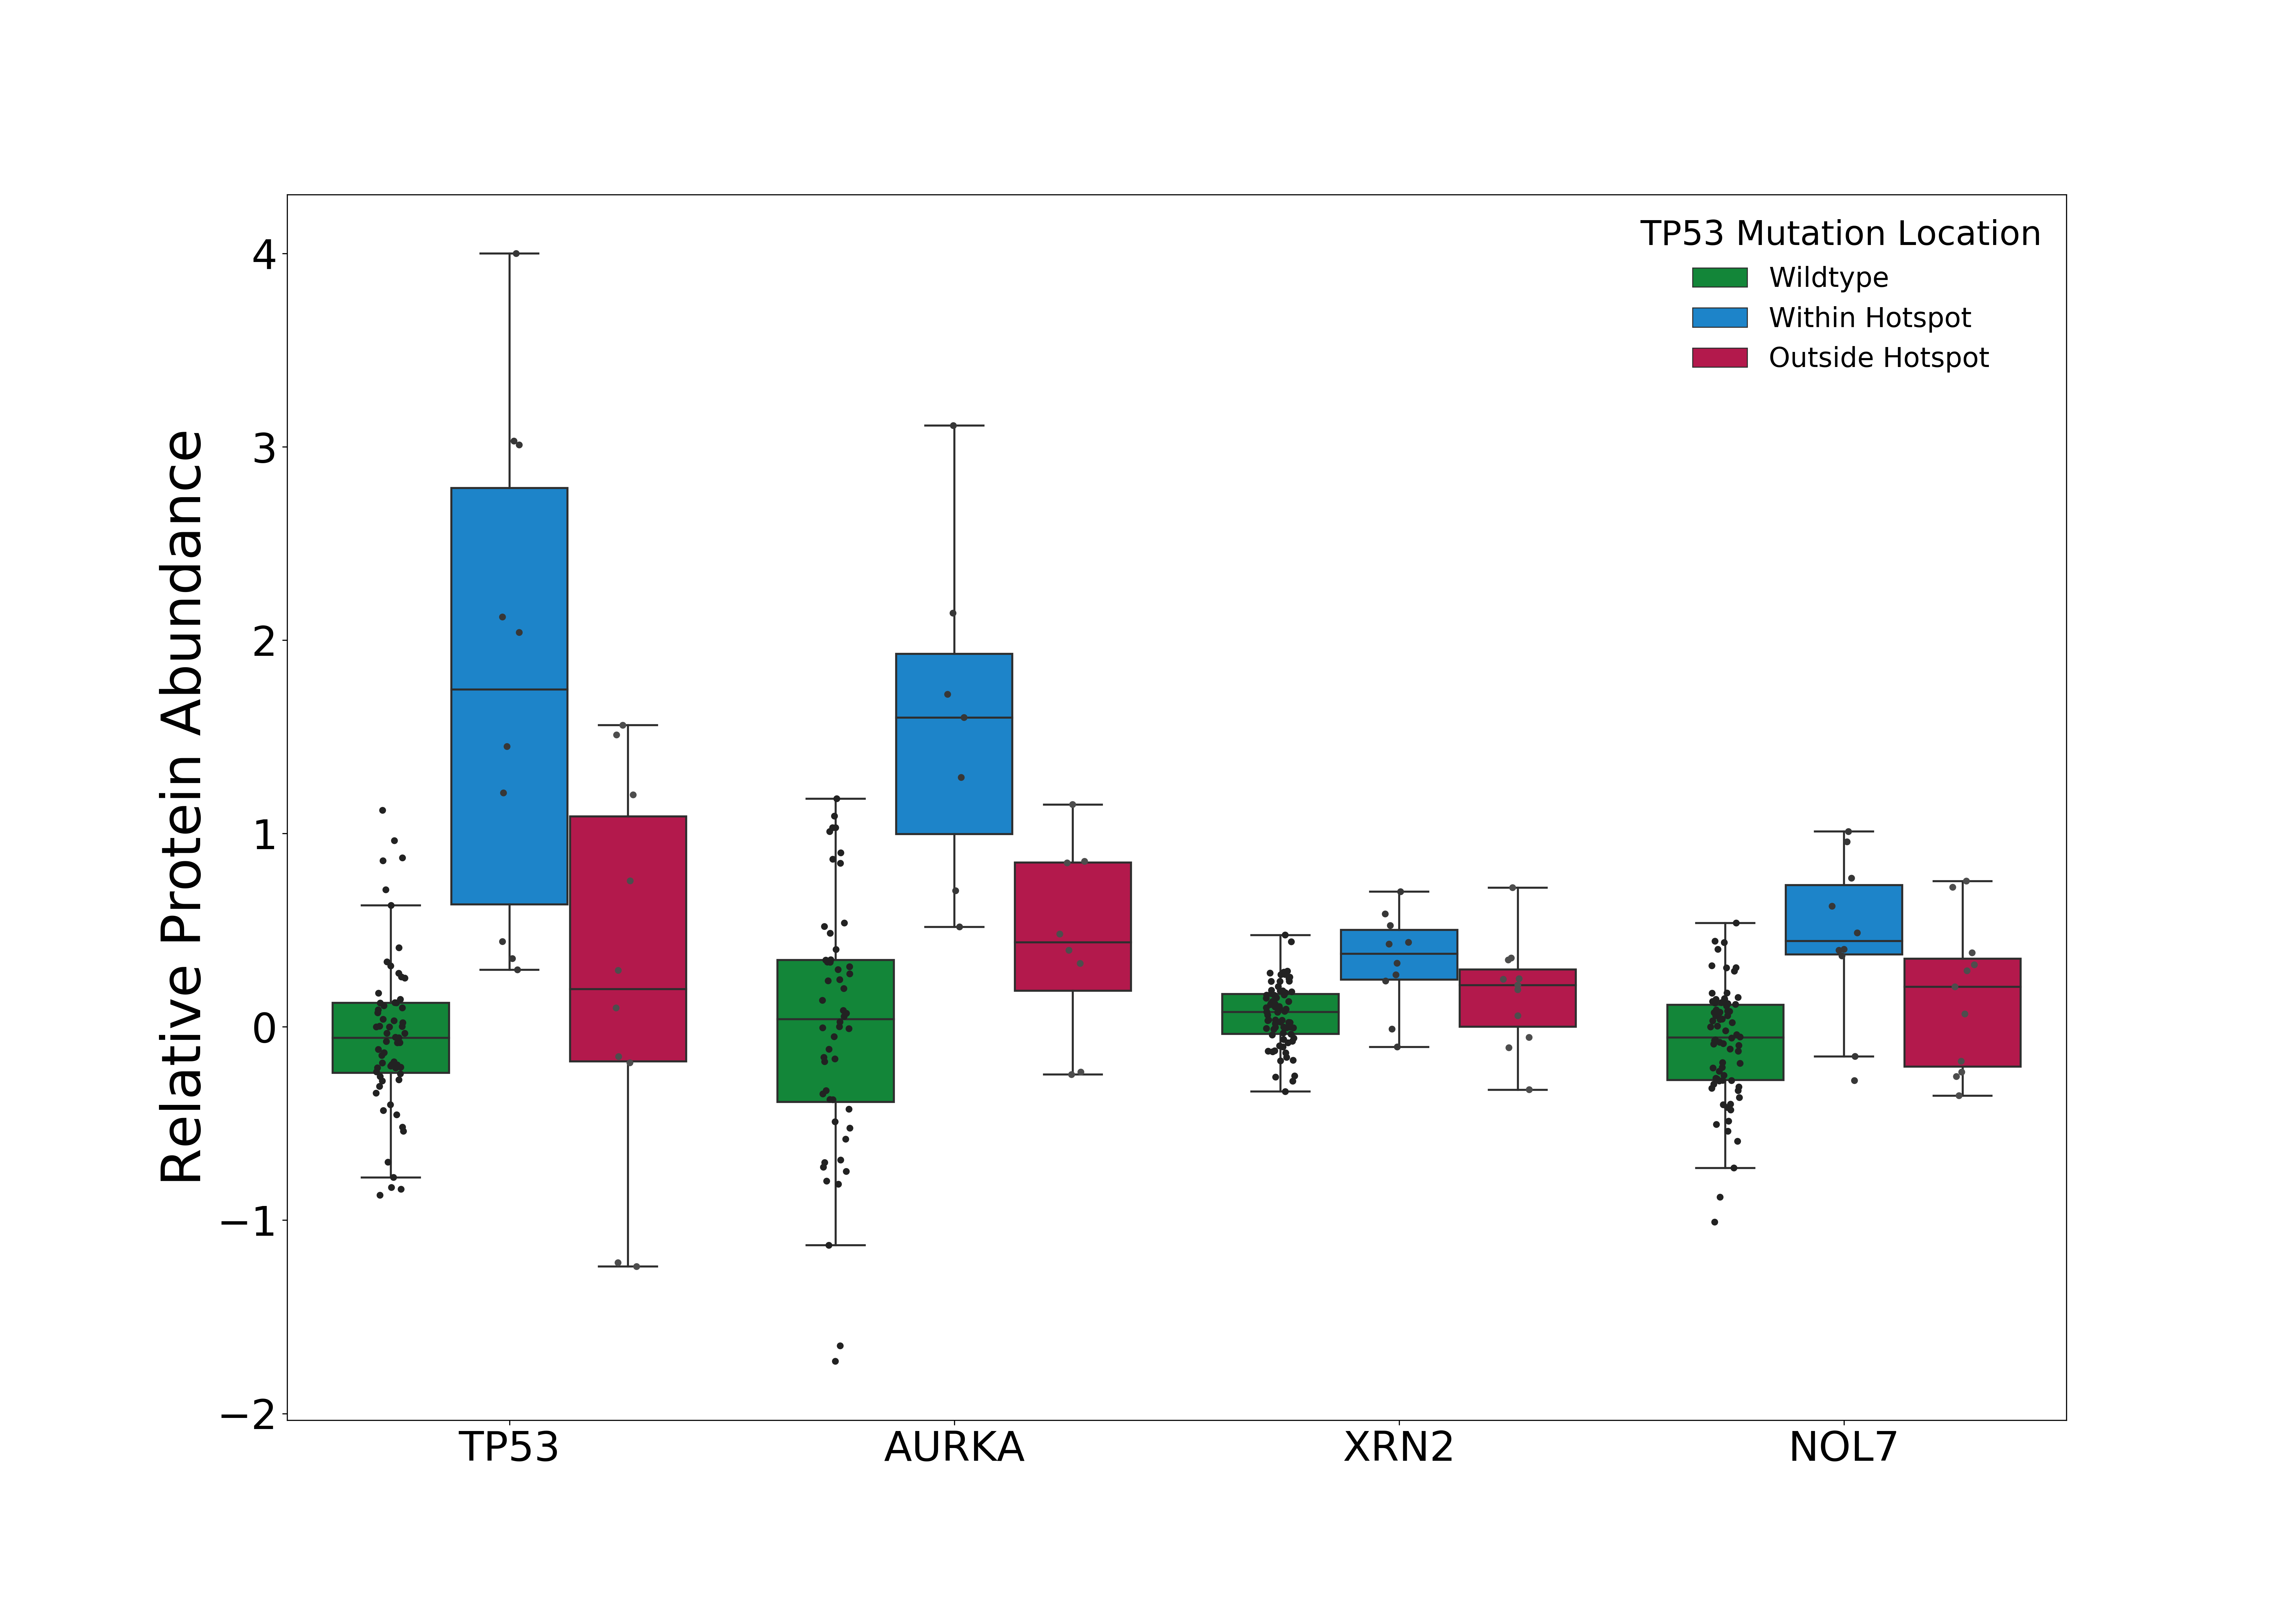 TP53 Mutation Location
Wildtype
Within Hotspot
Outside Hotspot
Relative Protein Abundance
4
3
2
1
0
−1
−2
TP53 AURKA XRN2 NOL7